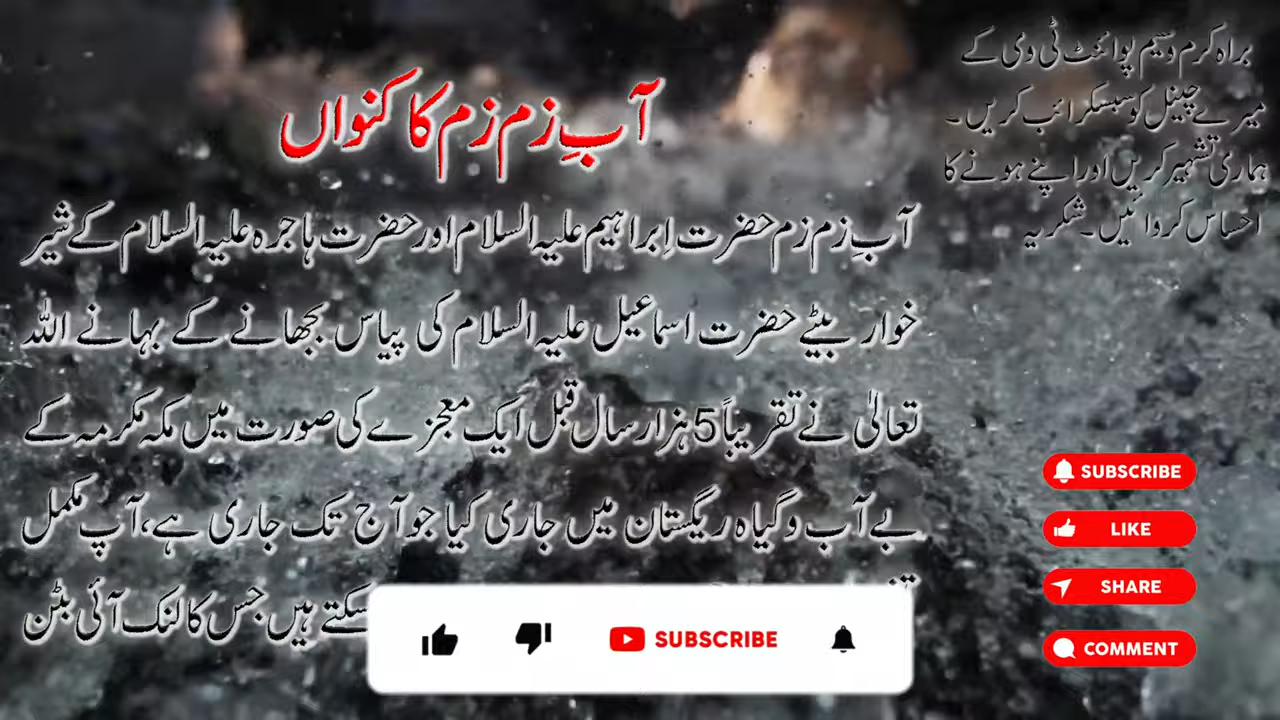 آبِ زم زم کا کنواں
آبِ زم زم حضرت اِبراہیم علیہ السلام اور حضرت ہاجرہ علیہ السلام کے شیر
خوار بیٹے حضرت اسماعیل علیہ السلام کی پیاس بجھانے کے بہانے اللہ
تعالیٰ نے تقریباً 5 ہزار سال قبل ایک معجزے کی صورت میں مکہ مکرمہ کے
بے آب و گیاہ ریگستان میں جاری کیا جو آج تک جاری ہے، آپ مکمل
سکتے ہیں جس کا لنک آئی بٹن
براہ کرم وسیم پوائنٹ ٹی وی کے
میرے چینل کو سبسکرائب کریں۔
ہماری تشہیر کریں اور اپنے ہونے کا
احساس کروائیں۔ شکریہ
SUBSCRIBE
LIKE
SHARE
COMMENT
SUBSCRIBE